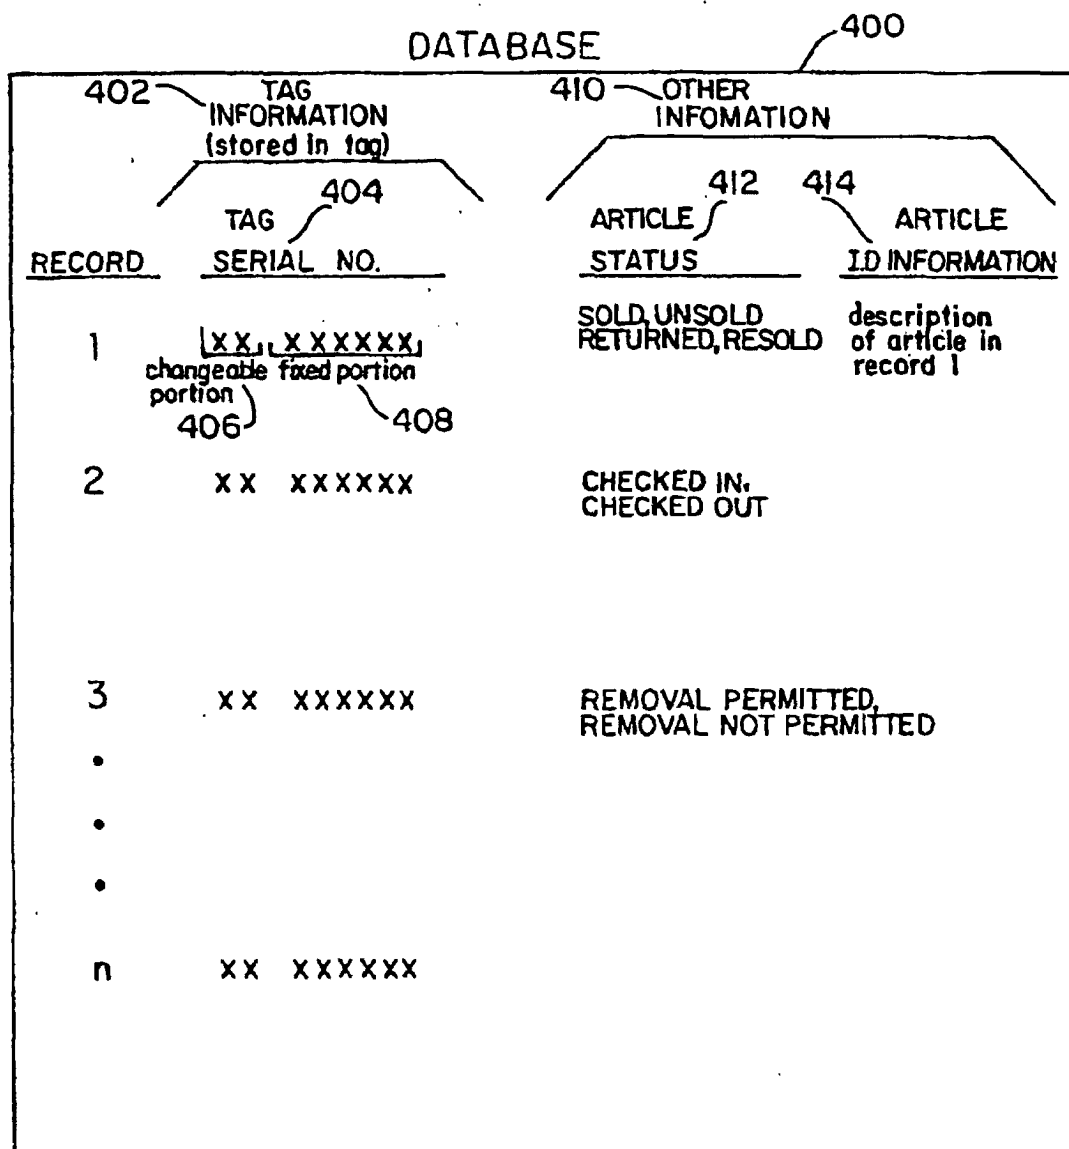 DATABASE 400
402 TAG 410 OTHER
INFORMATION INFOMATION
(stored in tag)
404 412 414
TAG ARTICLE ARTICLE
RECORD SERIAL NO. STATUS I.D INFORMATION
1 xx xxxxxx SOLD, UNSOLD description
RETURNED, RESOLD of article in
changeable fixed portion record 1
portion
406 408
2 xx xxxxxx CHECKED IN,
CHECKED OUT
3 xx xxxxxx REMOVAL PERMITTED,
REMOVAL NOT PERMITTED
•
•
•
n xx xxxxxx